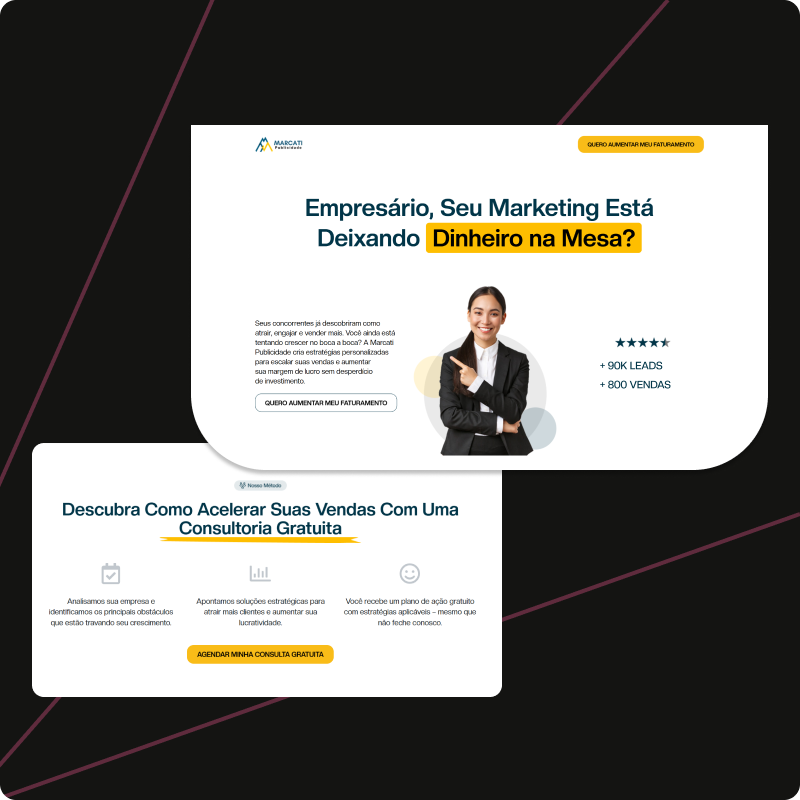 MARCATI
Publicidade
QUERO AUMENTAR MEU FATURAMENTO
Empresário, Seu Marketing Está
Deixando Dinheiro na Mesa?
Seus concorrentes já descobriram como
atrair, engajar e vender mais. Você ainda está
tentando crescer no boca a boca? A Marcati
Publicidade cria estratégias personalizadas
para escalar suas vendas e aumentar
sua margem de lucro sem desperdício
de investimento.
QUERO AUMENTAR MEU FATURAMENTO
+ 90K LEADS
+ 800 VENDAS
Nosso Método
Descubra Como Acelerar Suas Vendas Com Uma
Consultoria Gratuita
Analisamos sua empresa e
identificamos os principais obstáculos
que estão travando seu crescimento.
Apontamos soluções estratégicas para
atrair mais clientes e aumentar sua
lucratividade.
Você recebe um plano de ação gratuito
com estratégias aplicáveis – mesmo que
não feche conosco.
AGENDAR MINHA CONSULTA GRATUITA